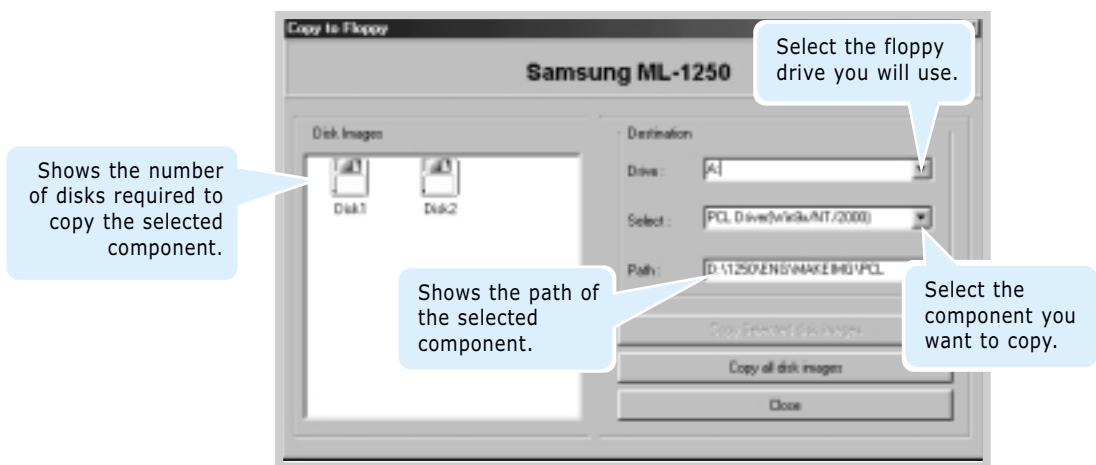 Copy to Floppy
Samsung ML-1250
Select the floppy
drive you will use.
Disk Images
Destination
Shows the number
of disks required to
copy the selected
component.
Disk1
Disk2
Drive :
A:
Select :
PCL Driver(Win9x/NT/2000)
Path :
D:\1250\ENG\MAKEIMG\PCL
Shows the path of
the selected
component.
Select the
component you
want to copy.
Copy Selected disk images
Copy all disk images
Close